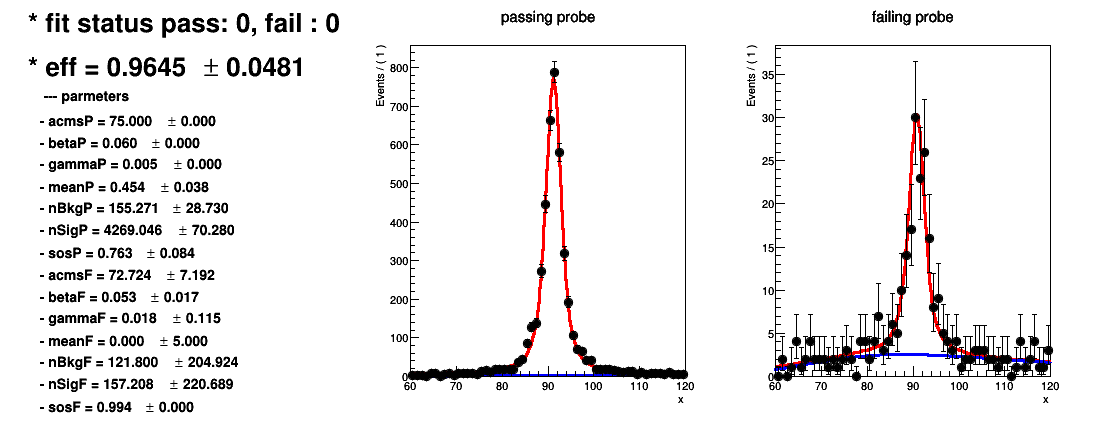 * fit status pass: 0, fail : 0
* eff = 0.9645 ± 0.0481
--- parmeters
- acmsP = 75.000 ± 0.000
- betaP = 0.060 ± 0.000
- gammaP = 0.005 ± 0.000
- meanP = 0.454 ± 0.038
- nBkgP = 155.271 ± 28.730
- nSigP = 4269.046 ± 70.280
- sosP = 0.763 ± 0.084
- acmsF = 72.724 ± 7.192
- betaF = 0.053 ± 0.017
- gammaF = 0.018 ± 0.115
- meanF = 0.000 ± 5.000
- nBkgF = 121.800 ± 204.924
- nSigF = 157.208 ± 220.689
- sosF = 0.994 ± 0.000
passing probe
Events / ( 1 )
800
700
600
500
400
300
200
100
0
60 70 80 90 100 110 120
x
failing probe
Events / ( 1 )
35
30
25
20
15
10
5
0
60 70 80 90 100 110 120
x